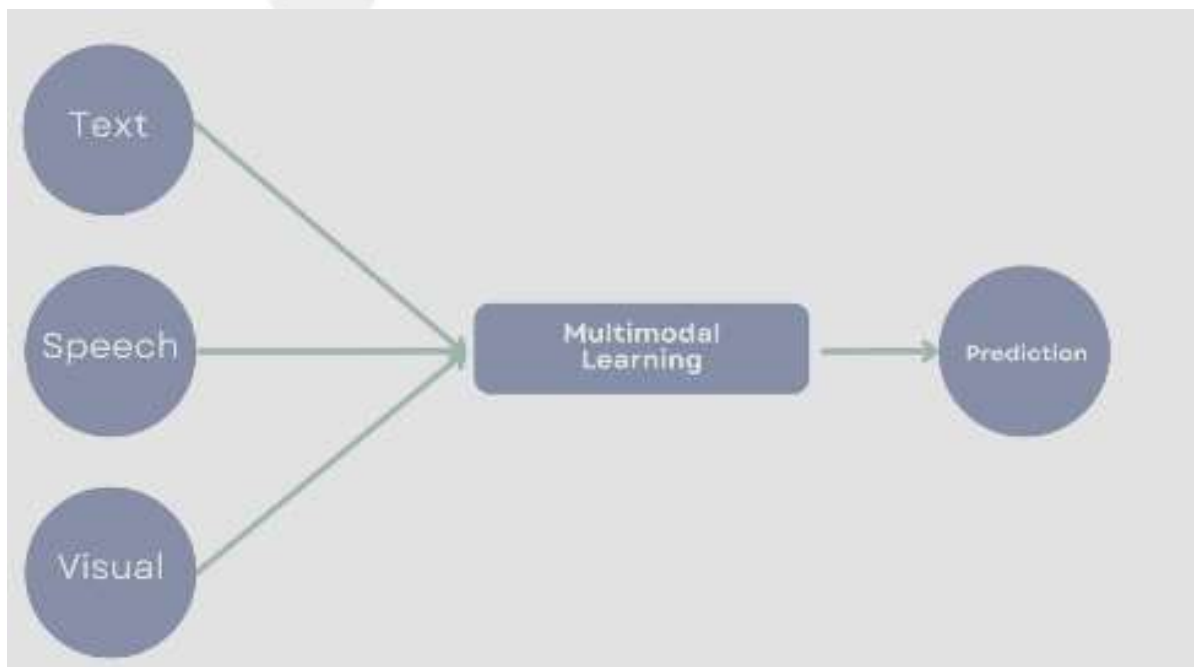 Text
Speech
Visual
Multimodal
Learning
Prediction